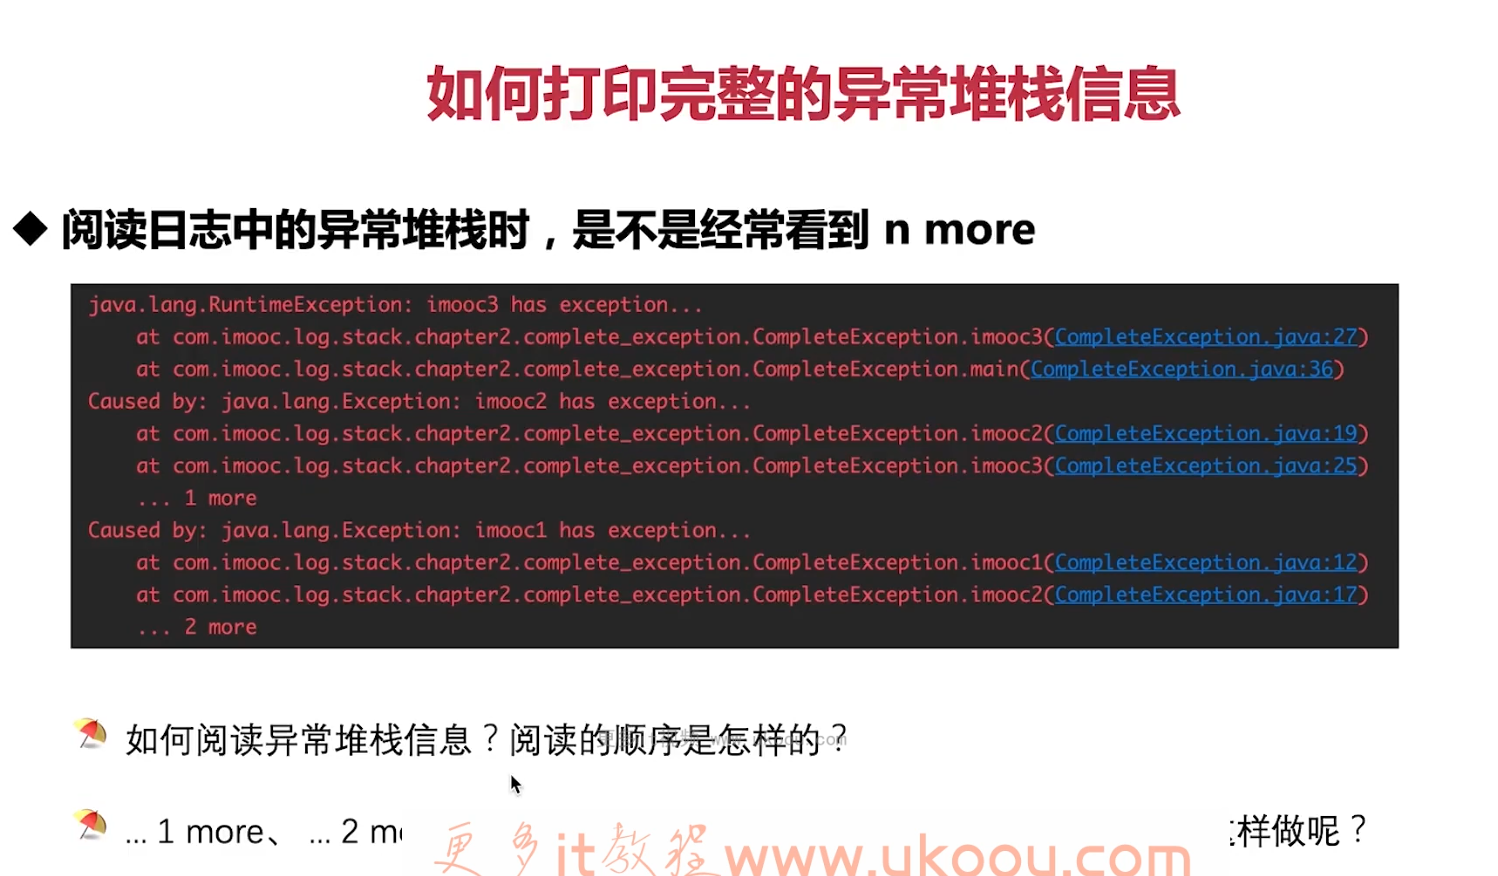 如何打印完整的异常堆栈信息
◆ 阅读日志中的异常堆栈时，是不是经常看到 n more
java.lang.RuntimeException: imooc3 has exception...
at com.imooc.log.stack.chapter2.complete_exception.CompleteException.imooc3(CompleteException.java:27)
at com.imooc.log.stack.chapter2.complete_exception.CompleteException.main(CompleteException.java:36)
Caused by: java.lang.Exception: imooc2 has exception...
at com.imooc.log.stack.chapter2.complete_exception.CompleteException.imooc2(CompleteException.java:19)
at com.imooc.log.stack.chapter2.complete_exception.CompleteException.imooc3(CompleteException.java:25)
... 1 more
Caused by: java.lang.Exception: imooc1 has exception...
at com.imooc.log.stack.chapter2.complete_exception.CompleteException.imooc1(CompleteException.java:12)
at com.imooc.log.stack.chapter2.complete_exception.CompleteException.imooc2(CompleteException.java:17)
... 2 more
如何阅读异常堆栈信息？阅读的顺序是怎样的？
... 1 more、 ... 2 样做呢？
更多it教程www.ukoou.com